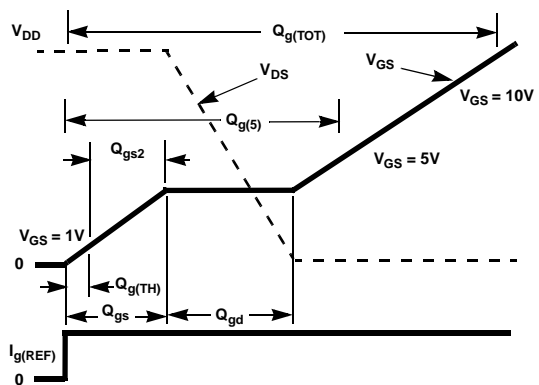 V_DD
Q_g(TOT)
V_DS
V_GS
V_GS = 10V
Q_g(5)
Q_gs2
V_GS = 5V
V_GS = 1V
0
Q_g(TH)
Q_gs
Q_gd
I_g(REF)
0